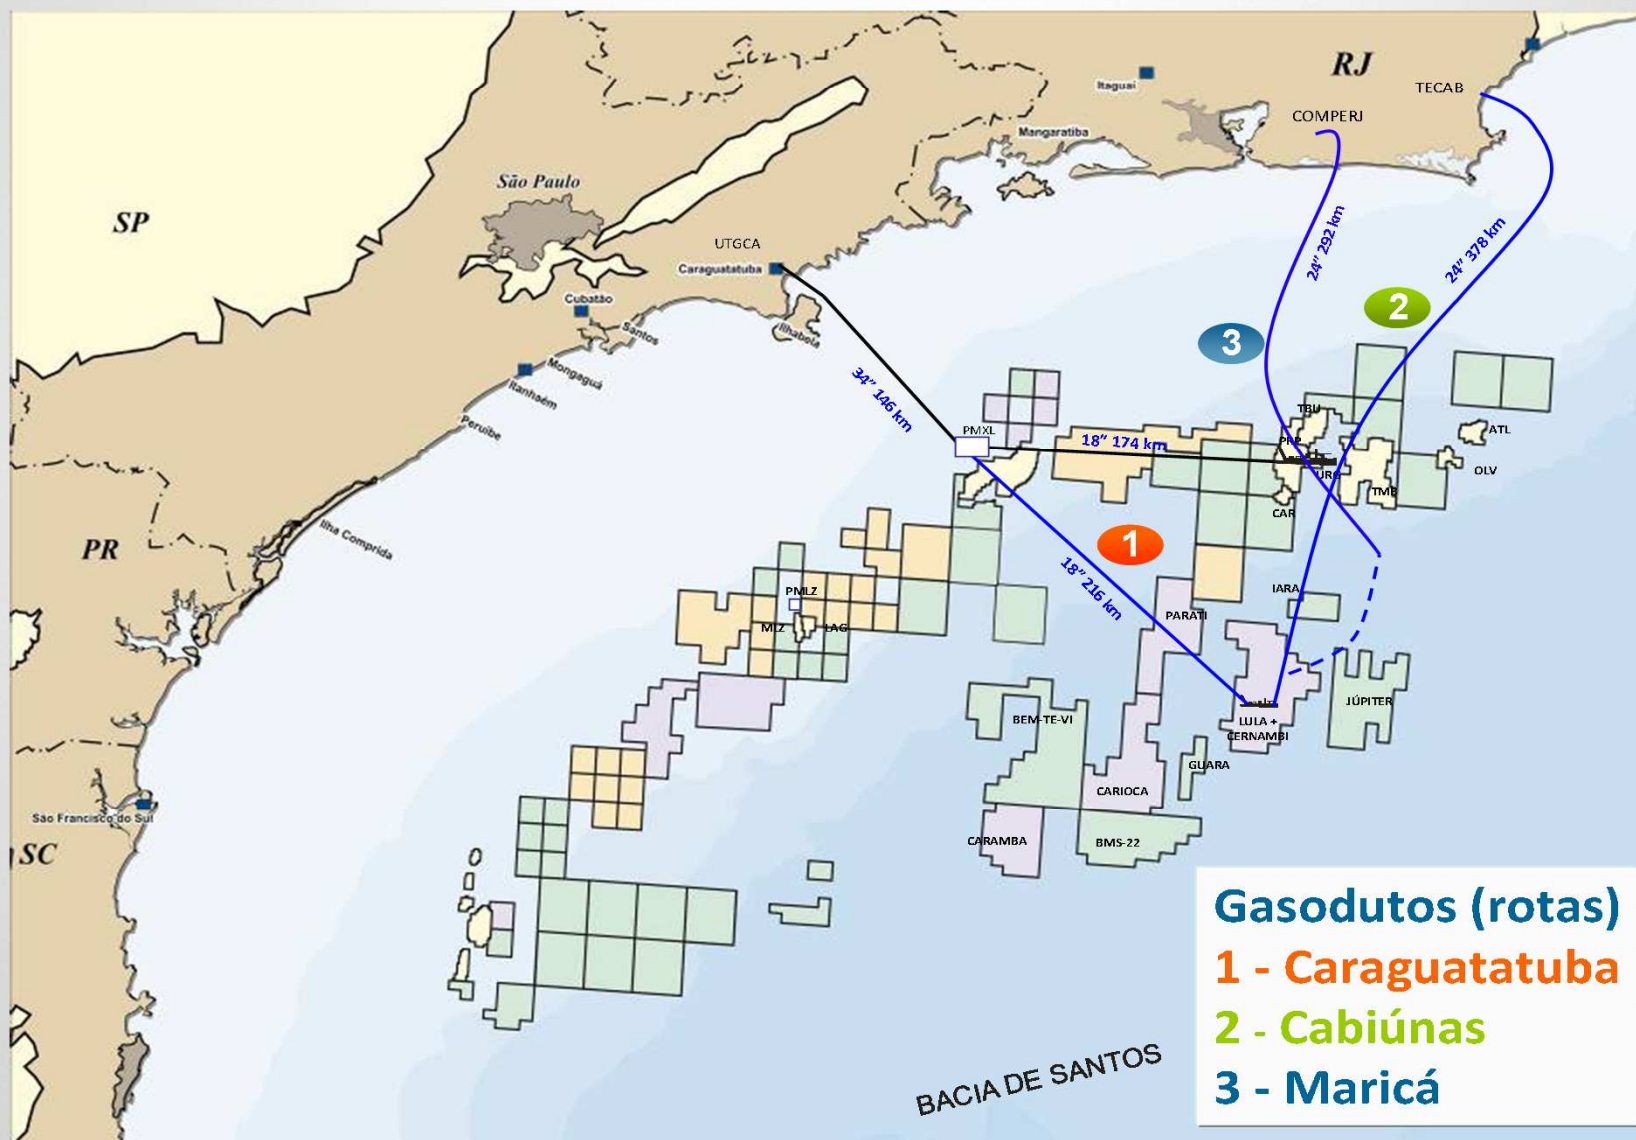 RJ
TECAB
Itaguai
COMPERJ
Mangaratiba
São Paulo
SP
UTGCA
Caraguatatuba
Cubatão
Santos
Ilhabela
Mongaguá
Itanhaém
Peruíbe
24" 292 km
24" 378 km
2
3
34" 146 km
PMXL
18" 174 km
TBU
PRP
URG
ATL
OLV
TMB
CAR
Ilha Comprida
PR
1
18" 216 km
IARA
PMLZ
MLZ
LAG
PARATI
JÚPITER
BEM-TE-VI
LULA +
CERNAMBI
GUARA
CARIOCA
CARAMBA
BMS-22
São Francisco do Sul
SC
Gasodutos (rotas)
1 - Caraguatatuba
2 - Cabiúnas
3 - Maricá
BACIA DE SANTOS